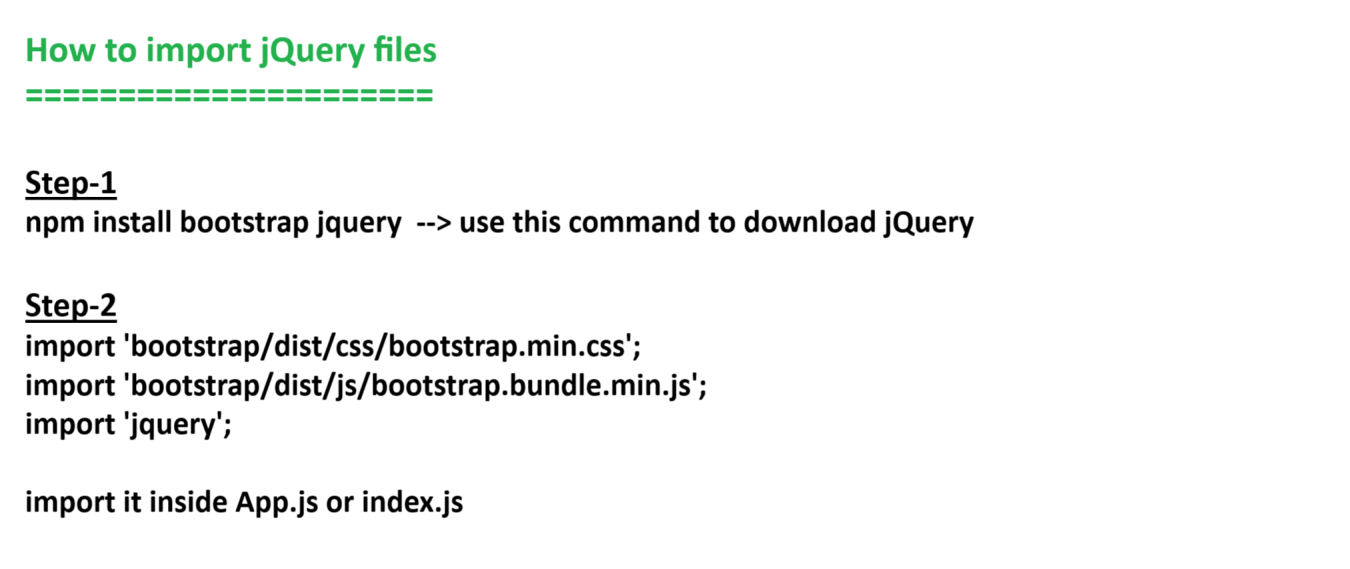 How to import jQuery files
======================
Step-1
npm install bootstrap jquery  --> use this command to download jQuery
Step-2
import 'bootstrap/dist/css/bootstrap.min.css';
import 'bootstrap/dist/js/bootstrap.bundle.min.js';
import 'jquery';
import it inside App.js or index.js